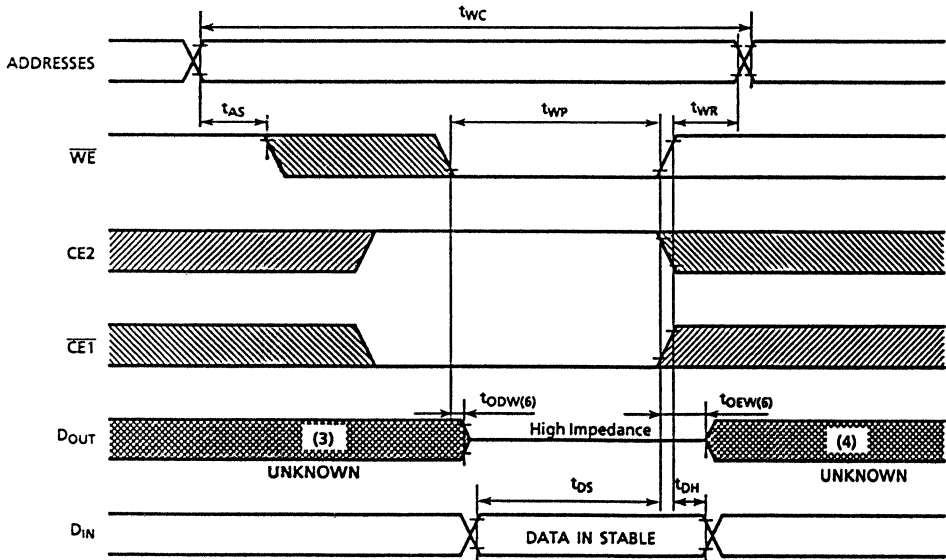 tWC
ADDRESSES
tAS
tWP
tWR
WE
CE2
CE1
tODW(6)
tOEW(6)
DOUT
(3)
High Impedance
(4)
UNKNOWN
UNKNOWN
tDS
tDH
DIN
DATA IN STABLE